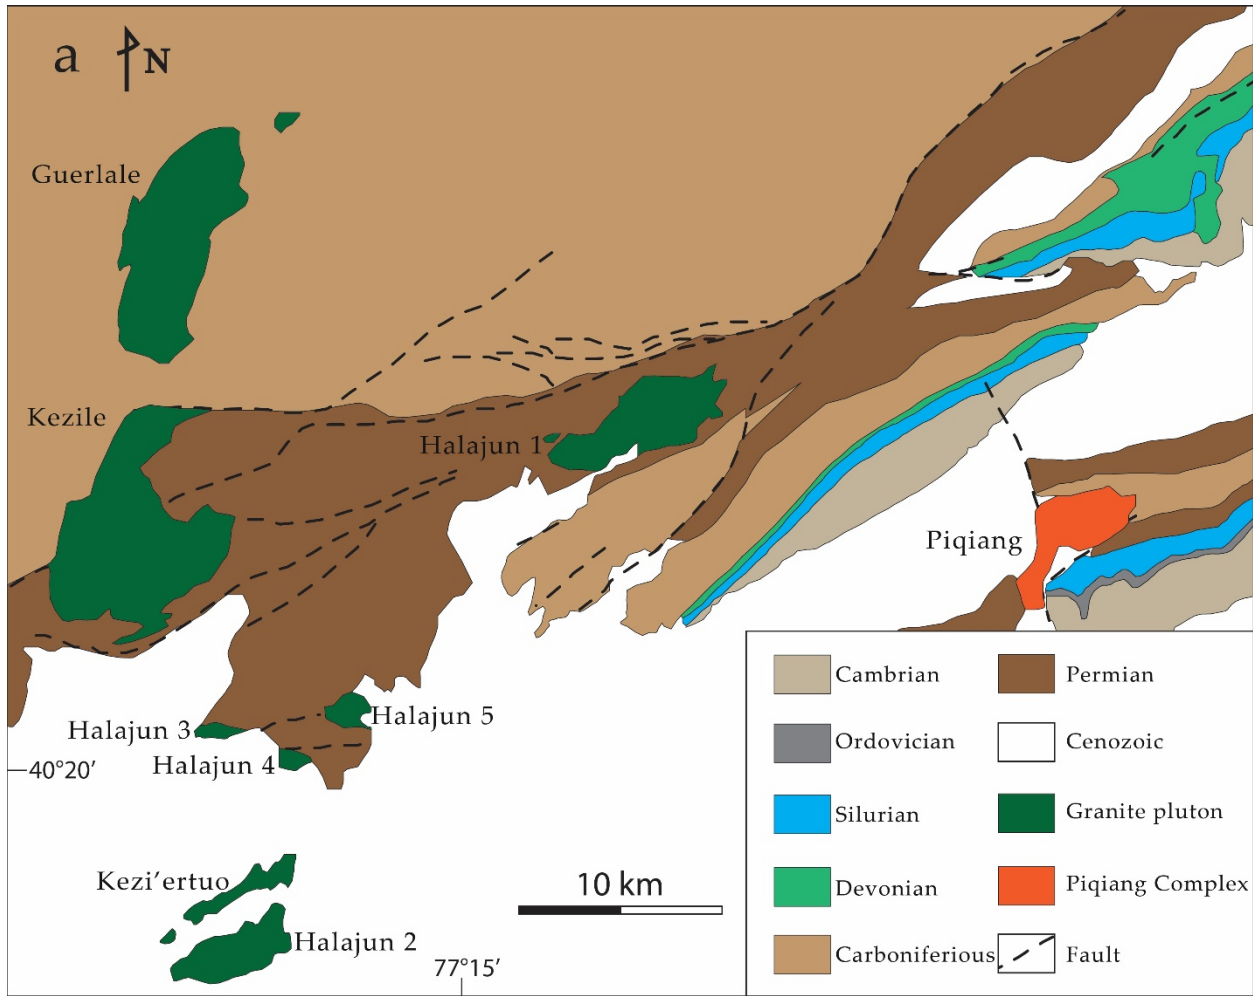 a
N
Guerlale
Kezile
Halajun 1
Piqiang
Halajun 3
Halajun 5
Halajun 4
40°20′
Kezi'ertuo
Halajun 2
10 km
77°15′
Cambrian
Permian
Ordovician
Cenozoic
Silurian
Granite pluton
Devonian
Piqiang Complex
Carboniferious
Fault